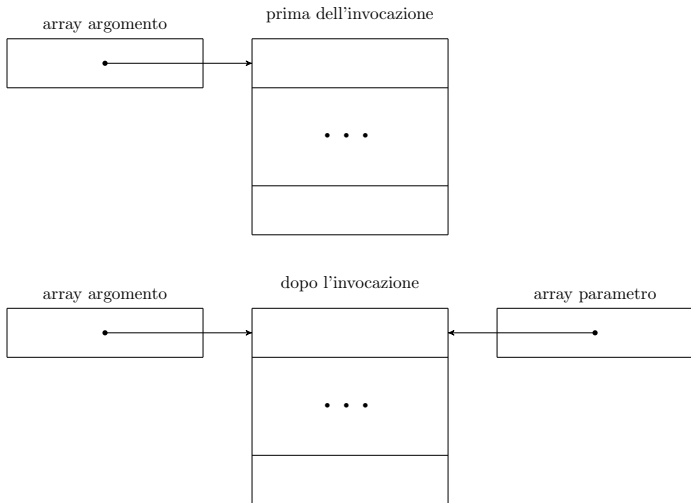 prima dell'invocazione
array argomento
dopo l'invocazione
array argomento
array parametro